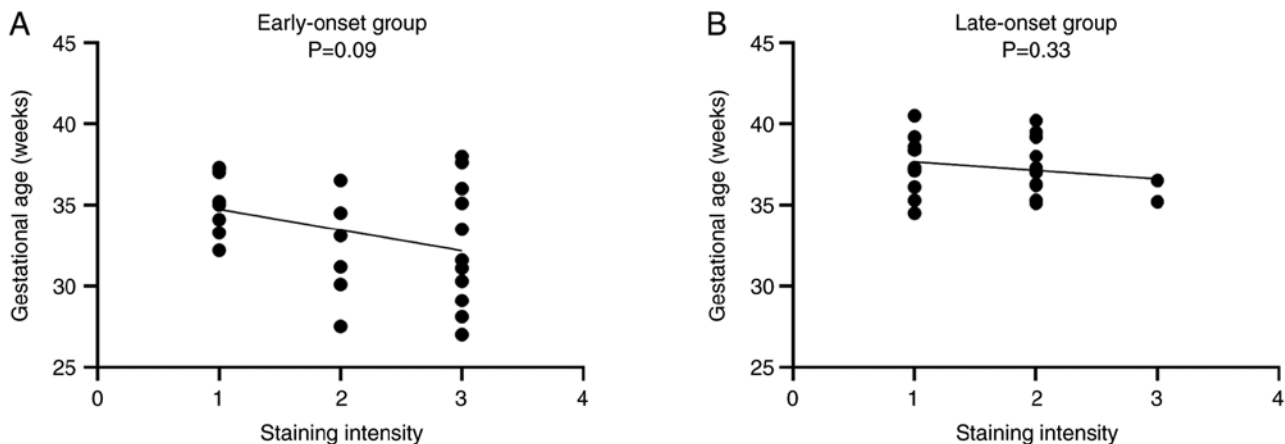 A
Early-onset group
P=0.09
45
40
35
30
25
0
1
2
3
4
Gestational age (weeks)
Staining intensity
B
Late-onset group
P=0.33
45
40
35
30
25
0
1
2
3
4
Gestational age (weeks)
Staining intensity